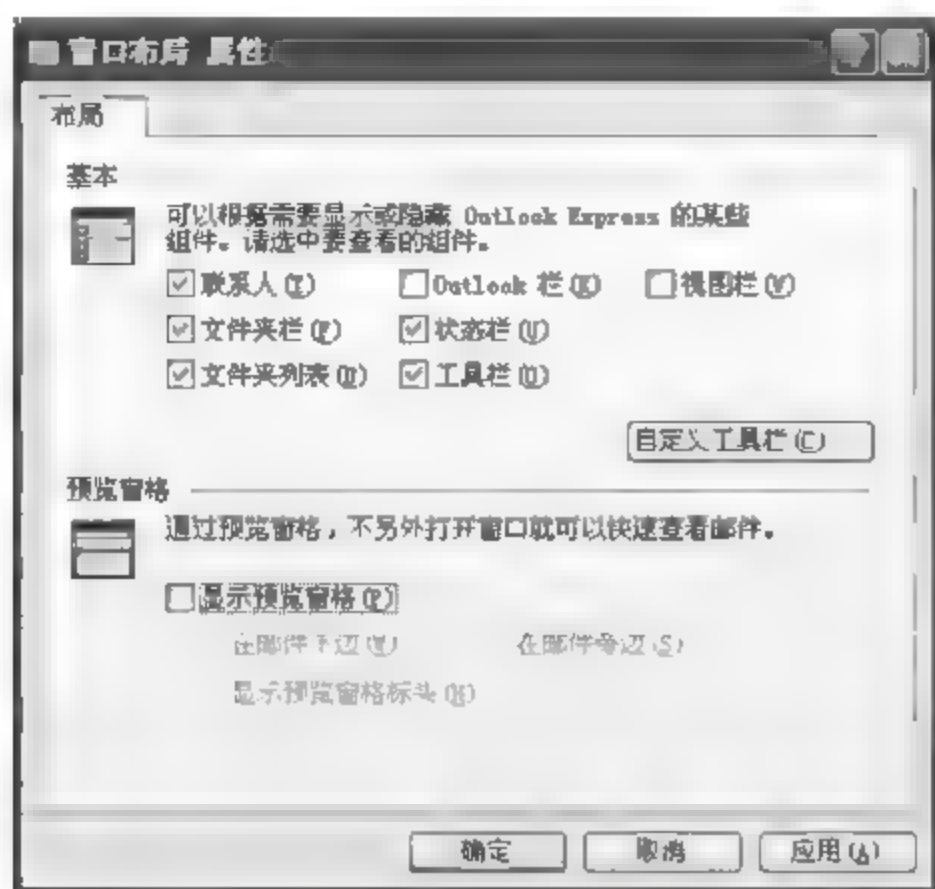 窗口布局 属性
布局
基本
可以根据需要显示或隐藏 Outlook Express 的某些
组件。请选中要查看的组件。
联系人(T) Outlook 栏(K) 视图栏(V)
文件夹栏(F) 状态栏(U)
文件夹列表(D) 工具栏(O)
自定义工具栏(C)
预览窗格
通过预览窗格，不另外打开窗口就可以快速查看邮件。
显示预览窗格(P)
在邮件下边(W) 在邮件旁边(S)
显示预览窗格标头(H)
确定 取消 应用(A)